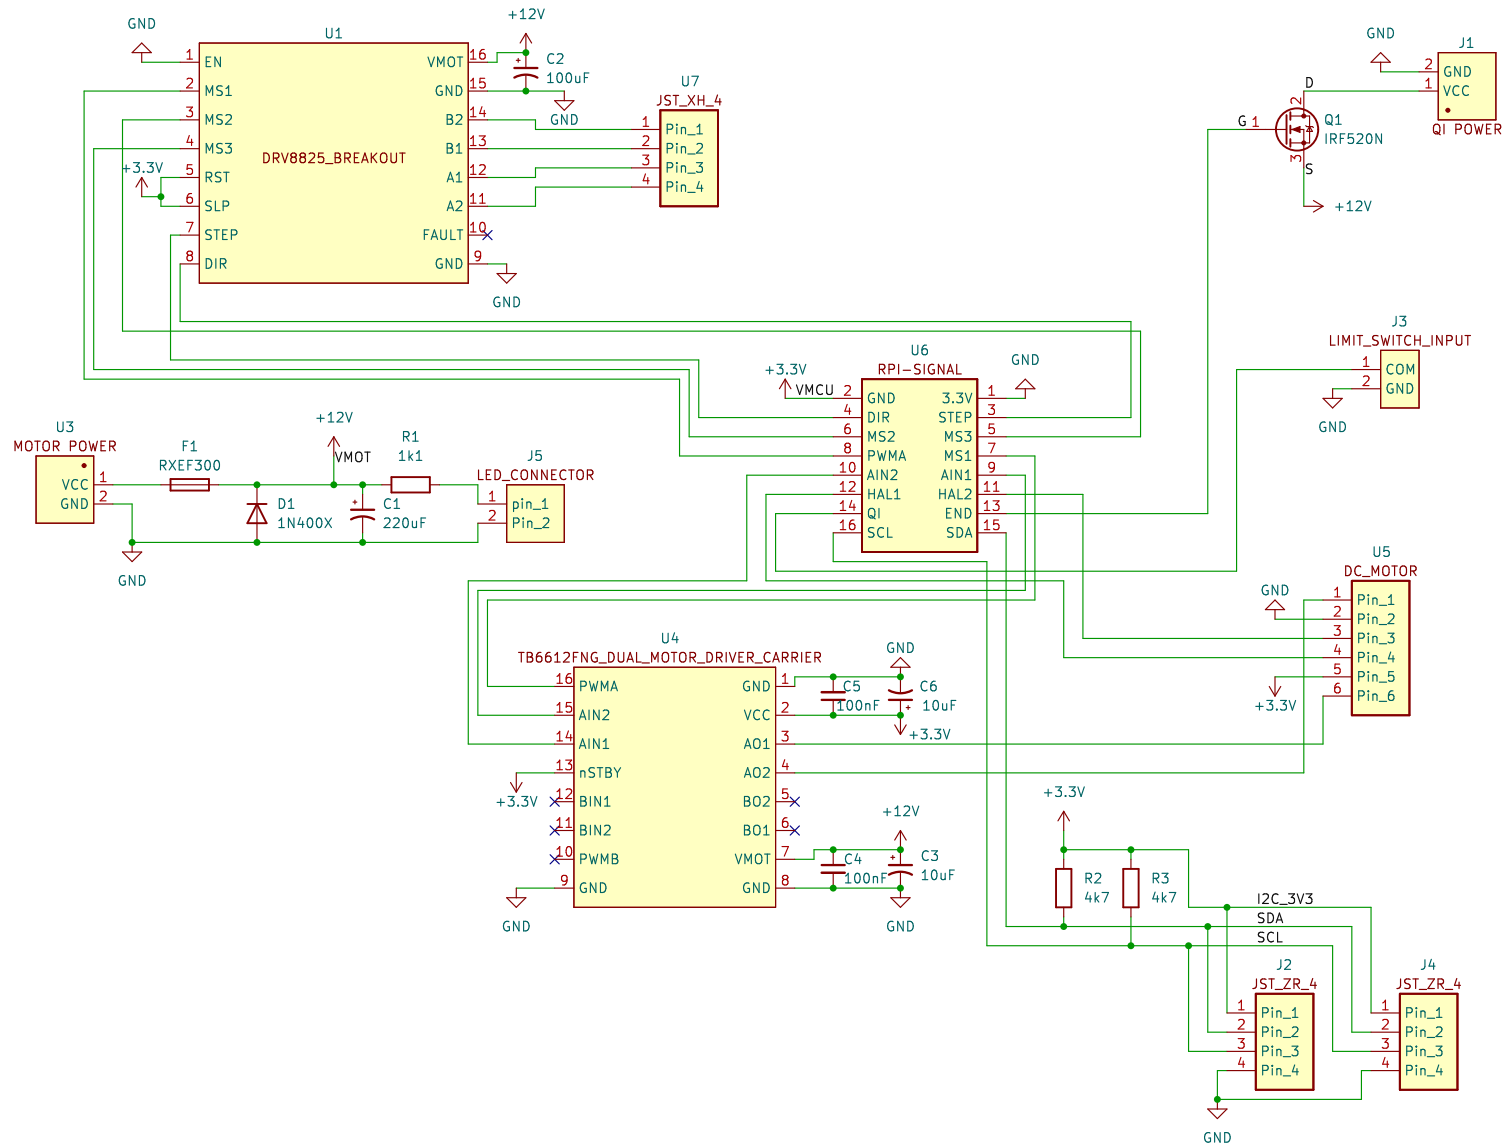 GND
U1
1 EN
2 MS1
3 MS2
4 MS3
5 RST
6 SLP
7 STEP
8 DIR
+3.3V
DRV8825_BREAKOUT
VMOT 16
GND 15
B2 14
B1 13
A1 12
A2 11
FAULT 10
GND 9
GND
+12V
C2
100uF
GND
U7
JST_XH_4
1 Pin_1
2 Pin_2
3 Pin_3
4 Pin_4
GND
J1
2 GND
1 VCC
QI POWER
D
2
G 1
Q1
IRF520N
3
S
+12V
J3
LIMIT_SWITCH_INPUT
1 COM
2 GND
GND
U6
RPI-SIGNAL
GND
+3.3V
VMCU
2 GND 3.3V 1
4 DIR STEP 3
6 MS2 MS3 5
8 PWMA MS1 7
10 AIN2 AIN1 9
12 HAL1 HAL2 11
14 QI END 13
16 SCL SDA 15
U3
MOTOR POWER
VCC 1
GND 2
GND
F1
RXEF300
+12V
VMOT
D1
1N400X
C1
220uF
R1
1k1
J5
LED_CONNECTOR
1 pin_1
2 Pin_2
U5
DC_MOTOR
GND
1 Pin_1
2 Pin_2
3 Pin_3
4 Pin_4
5 Pin_5
6 Pin_6
+3.3V
U4
TB6612FNG_DUAL_MOTOR_DRIVER_CARRIER
16 PWMA GND 1
15 AIN2 VCC 2
14 AIN1 AO1 3
13 nSTBY AO2 4
12 BIN1 BO2 5
11 BIN2 BO1 6
10 PWMB VMOT 7
9 GND GND 8
+3.3V
GND
GND
C5
100nF
C6
10uF
+3.3V
+12V
C4
100nF
C3
10uF
GND
+3.3V
R2
4k7
R3
4k7
I2C_3V3
SDA
SCL
J2
JST_ZR_4
1 Pin_1
2 Pin_2
3 Pin_3
4 Pin_4
GND
J4
JST_ZR_4
1 Pin_1
2 Pin_2
3 Pin_3
4 Pin_4